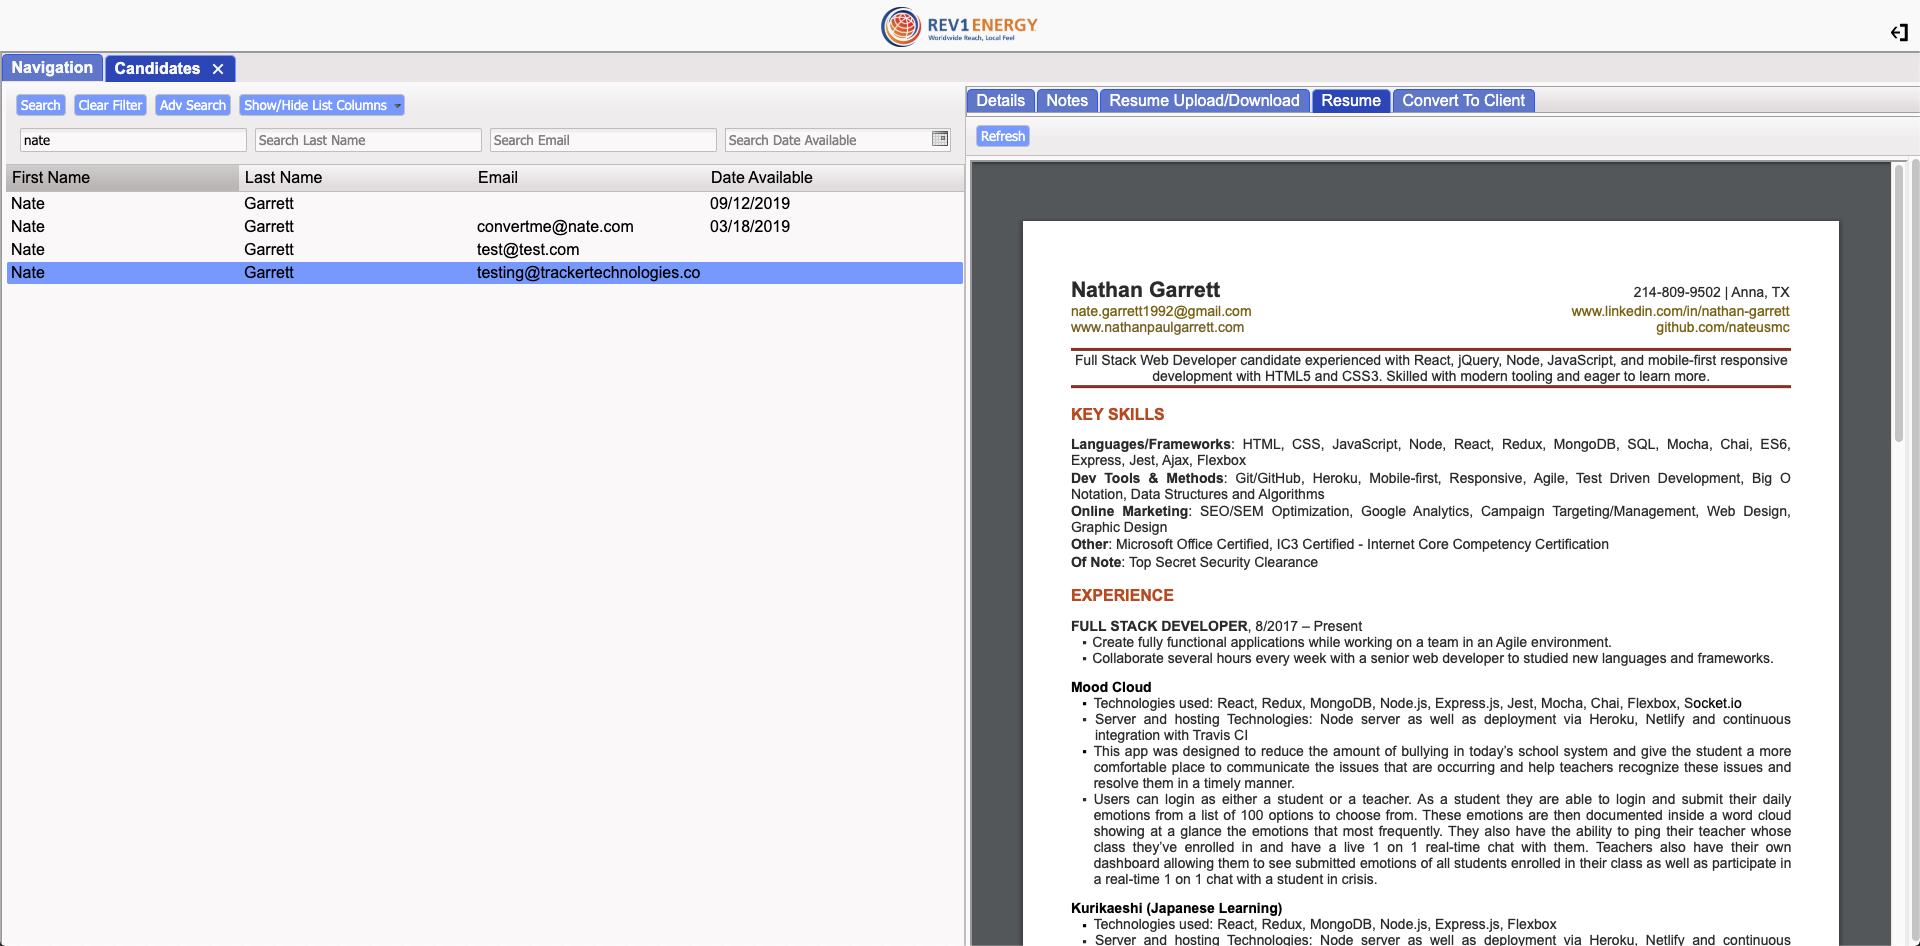 REV1ENERGY
Worldwide Reach, Local Feel
Navigation
Candidates
Search
Clear Filter
Adv Search
Show/Hide List Columns
nate
Search Last Name
Search Email
Search Date Available
First Name Last Name Email Date Available
Nate Garrett 09/12/2019
Nate Garrett convertme@nate.com 03/18/2019
Nate Garrett test@test.com
Nate Garrett testing@trackertechnologies.co
Details
Notes
Resume Upload/Download
Resume
Convert To Client
Refresh
Nathan Garrett
214-809-9502 | Anna, TX
nate.garrett1992@gmail.com
www.linkedin.com/in/nathan-garrett
www.nathanpaulgarrett.com
github.com/nateusmc
Full Stack Web Developer candidate experienced with React, jQuery, Node, JavaScript, and mobile-first responsive
development with HTML5 and CSS3. Skilled with modern tooling and eager to learn more.
KEY SKILLS
Languages/Frameworks: HTML, CSS, JavaScript, Node, React, Redux, MongoDB, SQL, Mocha, Chai, ES6,
Express, Jest, Ajax, Flexbox
Dev Tools & Methods: Git/GitHub, Heroku, Mobile-first, Responsive, Agile, Test Driven Development, Big O
Notation, Data Structures and Algorithms
Online Marketing: SEO/SEM Optimization, Google Analytics, Campaign Targeting/Management, Web Design,
Graphic Design
Other: Microsoft Office Certified, IC3 Certified - Internet Core Competency Certification
Of Note: Top Secret Security Clearance
EXPERIENCE
FULL STACK DEVELOPER, 8/2017 – Present
▪ Create fully functional applications while working on a team in an Agile environment.
▪ Collaborate several hours every week with a senior web developer to studied new languages and frameworks.
Mood Cloud
▪ Technologies used: React, Redux, MongoDB, Node.js, Express.js, Jest, Mocha, Chai, Flexbox, Socket.io
▪ Server and hosting Technologies: Node server as well as deployment via Heroku, Netlify and continuous
integration with Travis CI
▪ This app was designed to reduce the amount of bullying in today’s school system and give the student a more
comfortable place to communicate the issues that are occurring and help teachers recognize these issues and
resolve them in a timely manner.
▪ Users can login as either a student or a teacher. As a student they are able to login and submit their daily
emotions from a list of 100 options to choose from. These emotions are then documented inside a word cloud
showing at a glance the emotions that most frequently. They also have the ability to ping their teacher whose
class they’ve enrolled in and have a live 1 on 1 real-time chat with them. Teachers also have their own
dashboard allowing them to see submitted emotions of all students enrolled in their class as well as participate in
a real-time 1 on 1 chat with a student in crisis.
Kurikaeshi (Japanese Learning)
▪ Technologies used: React, Redux, MongoDB, Node.js, Express.js, Flexbox
▪ Server and hosting Technologies: Node server as well as deployment via Heroku, Netlify and continuous